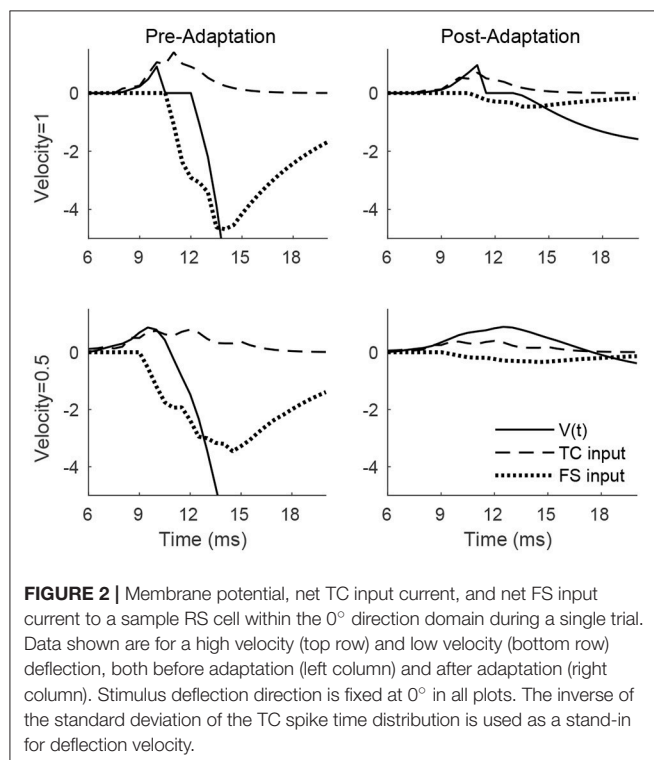 Pre-Adaptation
Post-Adaptation
Velocity=1
0
-2
-4
6 9 12 15 18
0
-2
-4
6 9 12 15 18
Velocity=0.5
0
-2
-4
6 9 12 15 18
Time (ms)
0
-2
-4
6 9 12 15 18
Time (ms)
V(t)
TC input
FS input
FIGURE 2 | Membrane potential, net TC input current, and net FS input
current to a sample RS cell within the 0° direction domain during a single trial.
Data shown are for a high velocity (top row) and low velocity (bottom row)
deflection, both before adaptation (left column) and after adaptation (right
column). Stimulus deflection direction is fixed at 0° in all plots. The inverse of
the standard deviation of the TC spike time distribution is used as a stand-in
for deflection velocity.